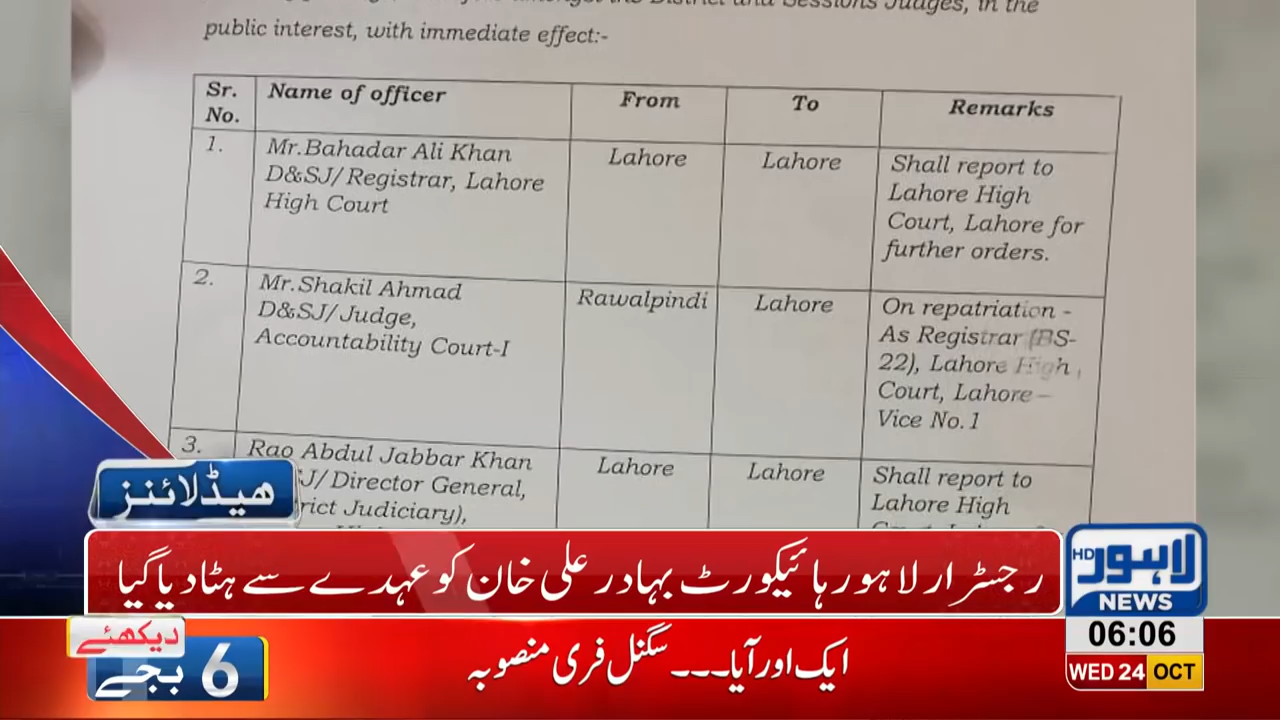 public interest, with immediate effect:-
Sr. No.
Name of officer
From
To
Remarks
1.
Mr.Bahadar Ali Khan
D&SJ/Registrar, Lahore
High Court
Lahore
Lahore
Shall report to
Lahore High
Court, Lahore for
further orders.
2.
Mr.Shakil Ahmad
D&SJ/Judge,
Accountability Court-I
Rawalpindi
Lahore
On repatriation -
As Registrar (BS-
22), Lahore High
Court, Lahore –
Vice No.1
3.
Rao Abdul Jabbar Khan
J/Director General,
rict Judiciary),
Lahore
Lahore
Shall report to
Lahore High
ہیڈلائنز
رجسٹرار لاہور ہائیکورٹ بہادر علی خان کو عہدے سے ہٹا دیا گیا
HD
لاہور
NEWS
06:06
WED 24 OCT
دیکھئے
6 بجے
ایک اور آیا۔۔۔ سگنل فری منصوبہ